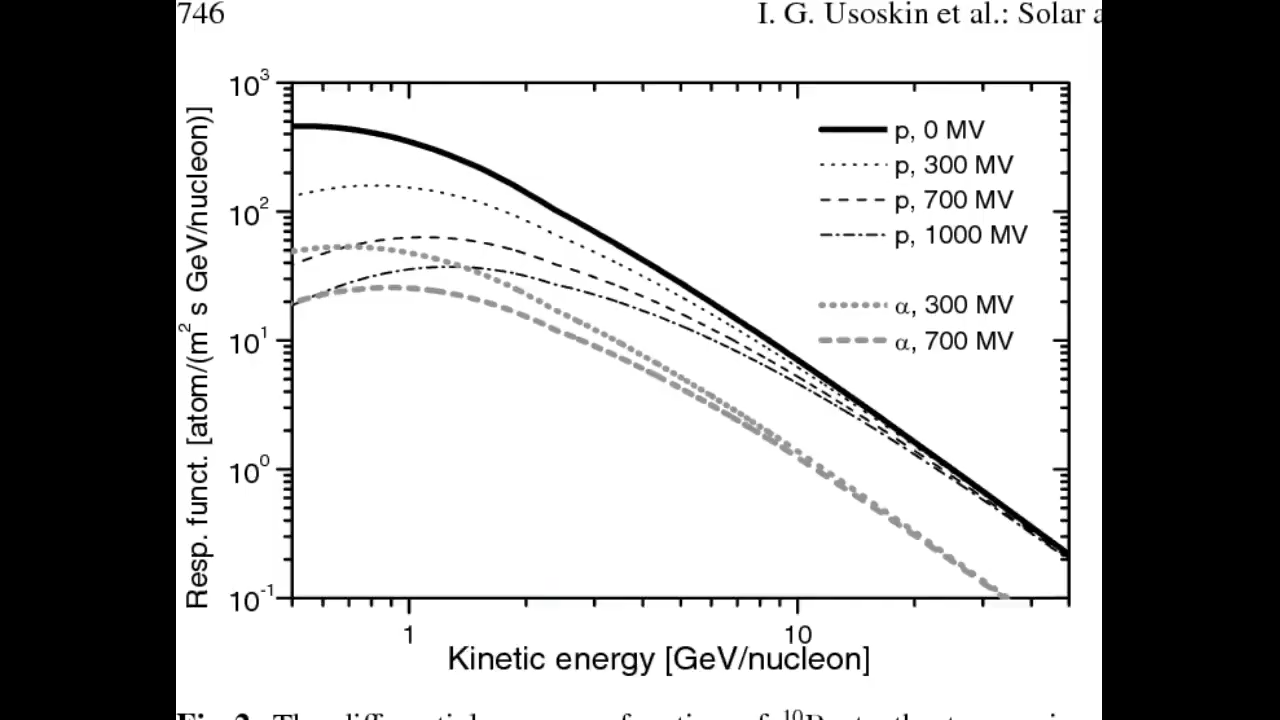 746 I. G. Usoskin et al.: Solar
10³
10²
10¹
10⁰
10⁻¹
Resp. funct. [atom/(m² s GeV/nucleon)]
p, 0 MV
p, 300 MV
p, 700 MV
p, 1000 MV
α, 300 MV
α, 700 MV
1 10
Kinetic energy [GeV/nucleon]